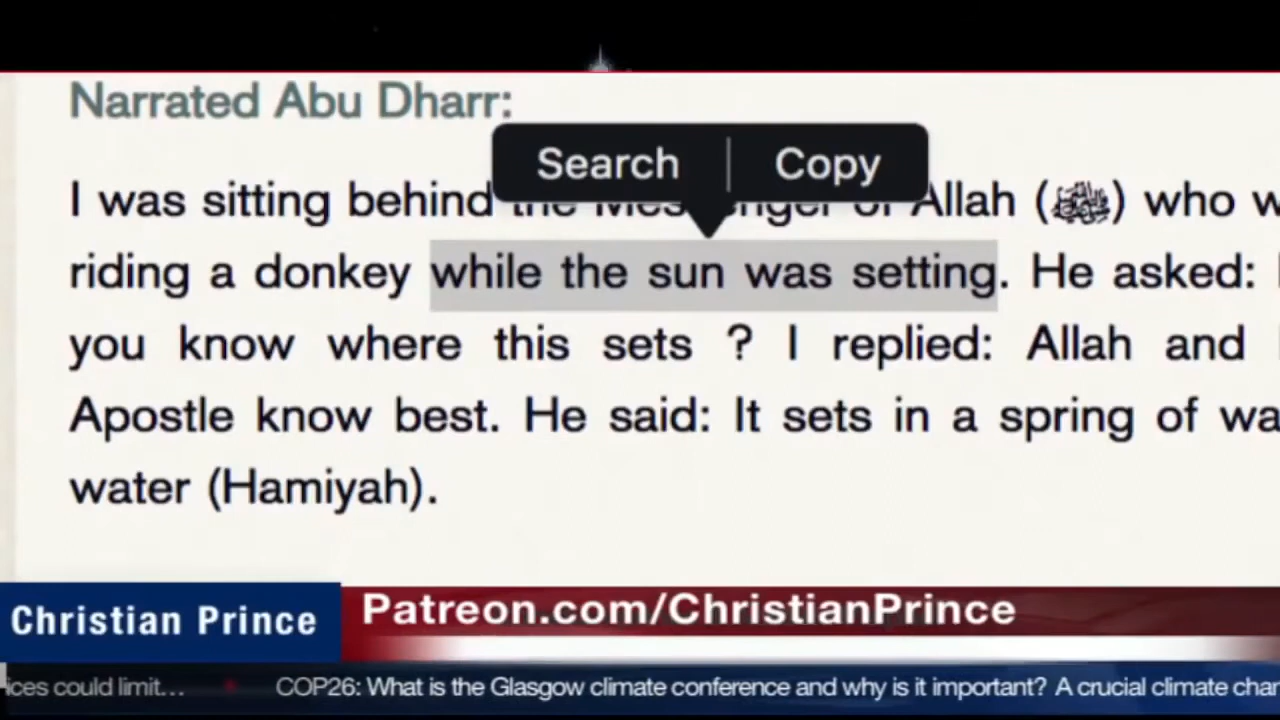 Narrated Abu Dharr:
Search | Copy
I was sitting behind the Messenger of Allah (ﷺ) who w
riding a donkey while the sun was setting. He asked:
you know where this sets ? I replied: Allah and
Apostle know best. He said: It sets in a spring of wa
water (Hamiyah).
Christian Prince
Patreon.com/ChristianPrince
ices could limit... • COP26: What is the Glasgow climate conference and why is it important? A crucial climate char